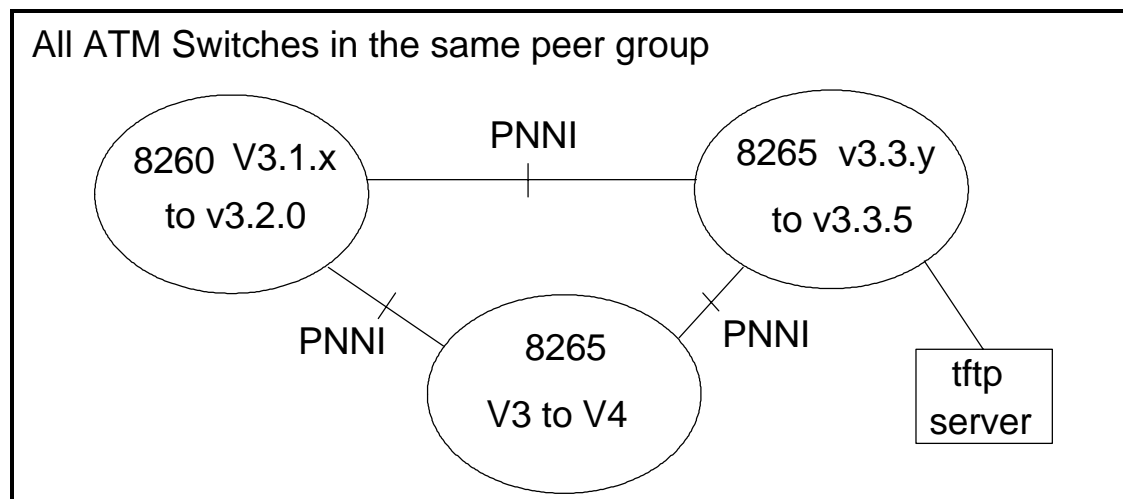 All ATM Switches in the same peer group
PNNI
8260 V3.1.x
to v3.2.0
8265 v3.3.y
to v3.3.5
PNNI
PNNI
8265
V3 to V4
tftp
server